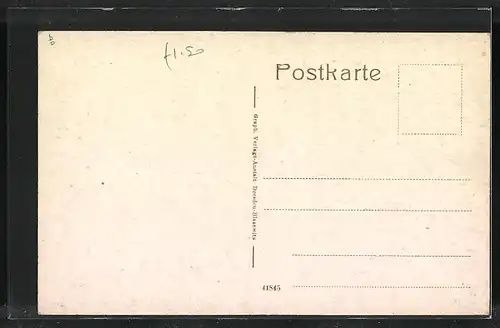 f1.50
Postkarte
Graph. Verlags-Anstalt Dresden-Blasewitz
41845